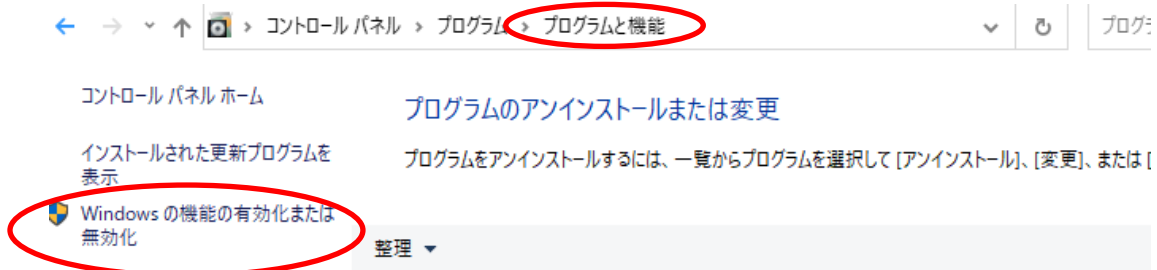 コントロール パネル › プログラム › プログラムと機能
プログ
コントロール パネル ホーム
プログラムのアンインストールまたは変更
インストールされた更新プログラムを
表示
プログラムをアンインストールするには、一覧からプログラムを選択して [アンインストール]、[変更]、または [
Windows の機能の有効化または
無効化
整理